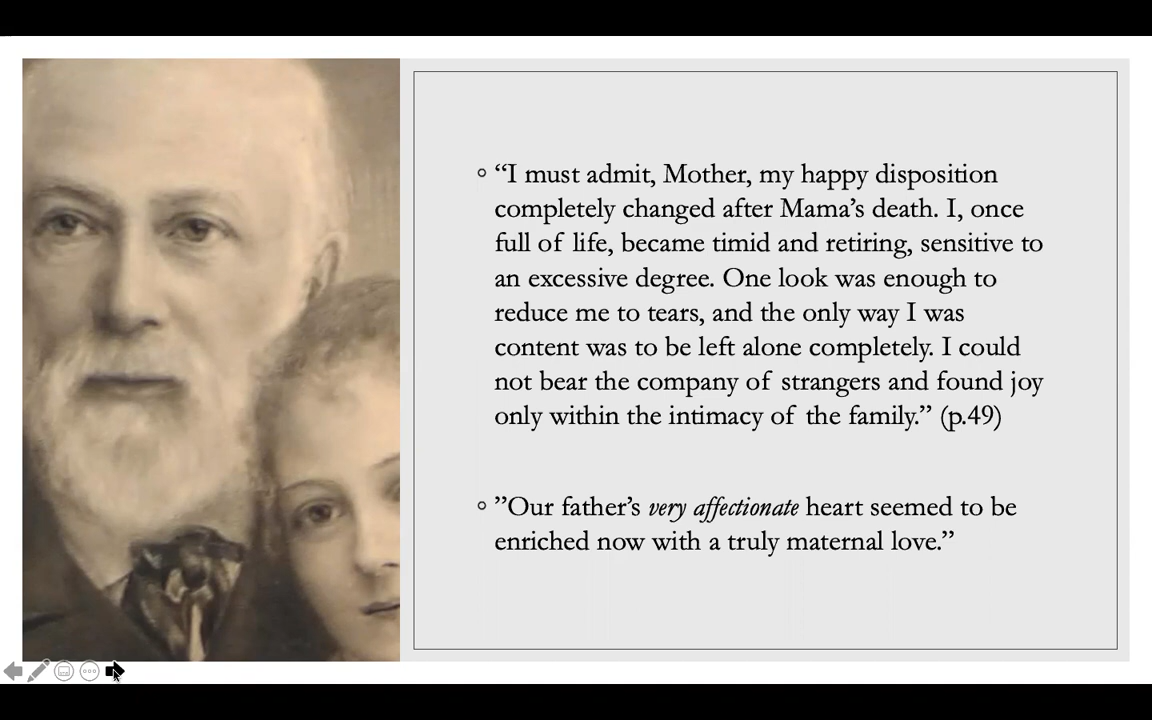 “I must admit, Mother, my happy disposition
completely changed after Mama’s death. I, once
full of life, became timid and retiring, sensitive to
an excessive degree. One look was enough to
reduce me to tears, and the only way I was
content was to be left alone completely. I could
not bear the company of strangers and found joy
only within the intimacy of the family.” (p.49)
”Our father’s very affectionate heart seemed to be
enriched now with a truly maternal love.”